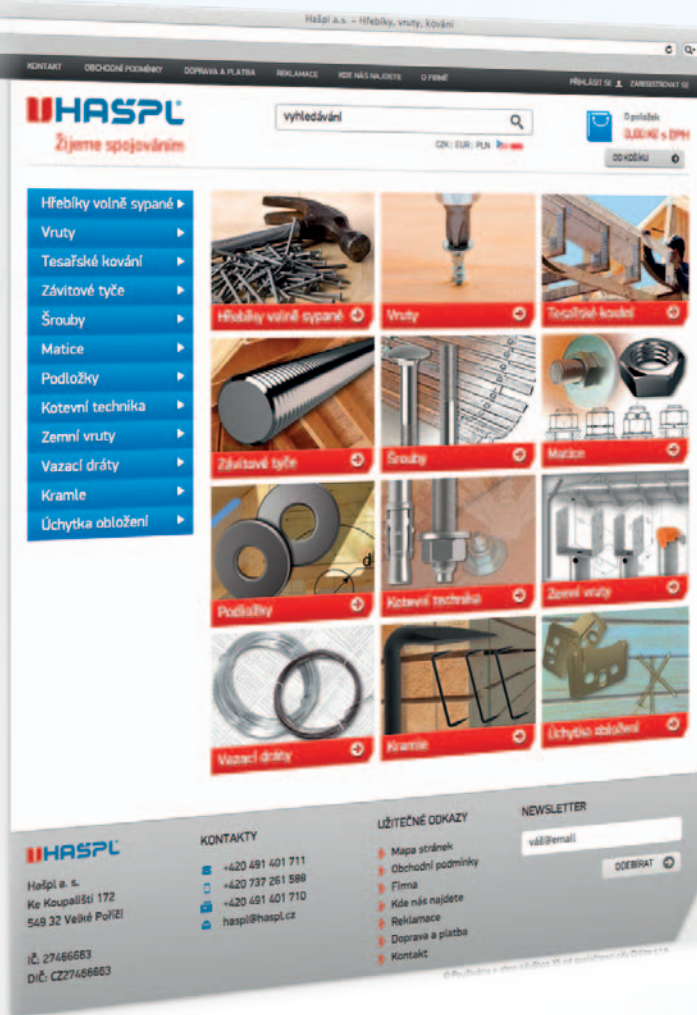 Hašpl a.s. – Hřebíky, vruty, kování
KONTAKT OBCHODNÍ PODMÍNKY DOPRAVA A PLATBA REKLAMACE KDE NÁS NAJDETE O FIRMĚ PŘIHLÁSIT SE ZAREGISTROVAT SE
HAŠPL
Žijeme spojováním
vyhledávání
CZK | EUR | PLN
0 položek
0,00 Kč s DPH
DO KOŠÍKU
Hřebíky volně sypané
Vruty
Tesařské kování
Závitové tyče
Šrouby
Matice
Podložky
Kotevní technika
Zemní vruty
Vazací dráty
Kramle
Úchytka obložení
Hřebíky volně sypané
Vruty
Tesařské kování
Závitové tyče
Šrouby
Matice
Podložky
Kotevní technika
Zemní vruty
Vazací dráty
Kramle
Úchytka obložení
HAŠPL
Hašpl a. s.
Ke Koupališti 172
549 32 Velké Poříčí
IČ: 27466663
DIČ: CZ27466663
KONTAKTY
+420 491 401 711
+420 737 261 588
+420 491 401 710
haspl@haspl.cz
UŽITEČNÉ ODKAZY
Mapa stránek
Obchodní podmínky
Firma
Kde nás najdete
Reklamace
Doprava a platba
Kontakt
NEWSLETTER
váš@email
ODEBÍRAT